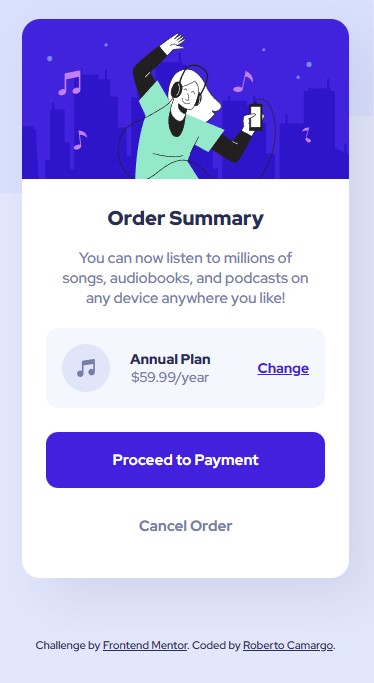 Order Summary
You can now listen to millions of
songs, audiobooks, and podcasts on
any device anywhere you like!
Annual Plan
$59.99/year
Change
Proceed to Payment
Cancel Order
Challenge by Frontend Mentor. Coded by Roberto Camargo.